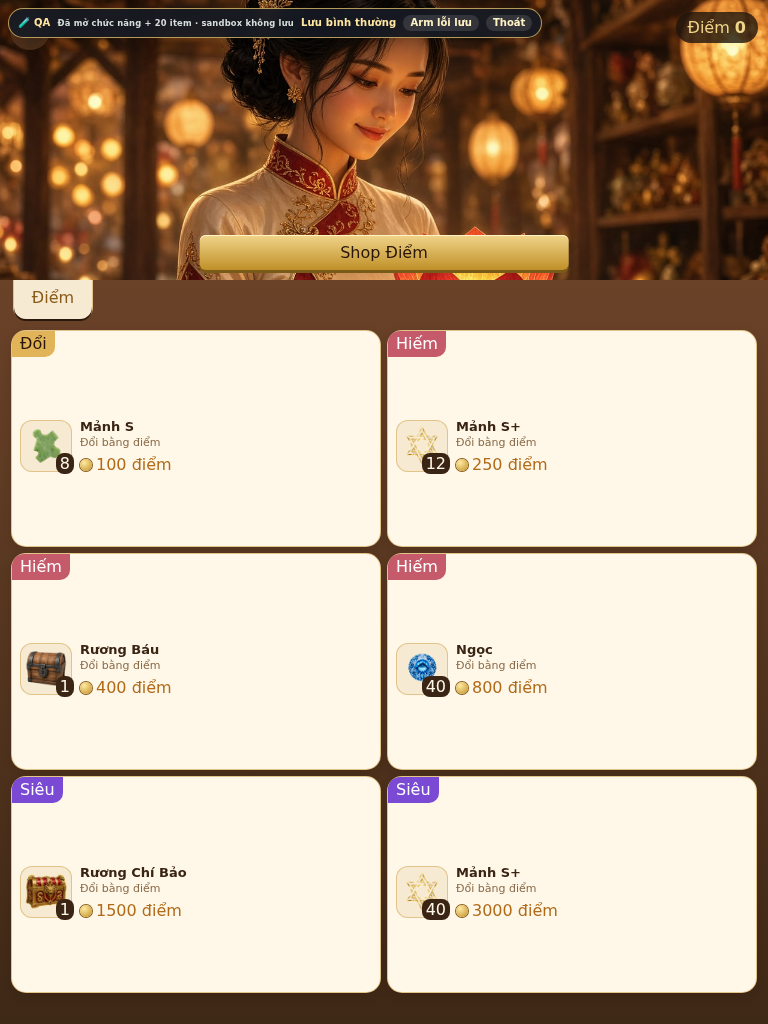 QA Đã mở chức năng + 20 item · sandbox không lưu Lưu bình thường Arm lỗi lưu Thoát
Điểm 0
Shop Điểm
Điểm
Đổi
Mảnh S
Đổi bằng điểm
8
100 điểm
Hiếm
Mảnh S+
Đổi bằng điểm
12
250 điểm
Hiếm
Rương Báu
Đổi bằng điểm
1
400 điểm
Hiếm
Ngọc
Đổi bằng điểm
40
800 điểm
Siêu
Rương Chí Bảo
Đổi bằng điểm
1
1500 điểm
Siêu
Mảnh S+
Đổi bằng điểm
40
3000 điểm